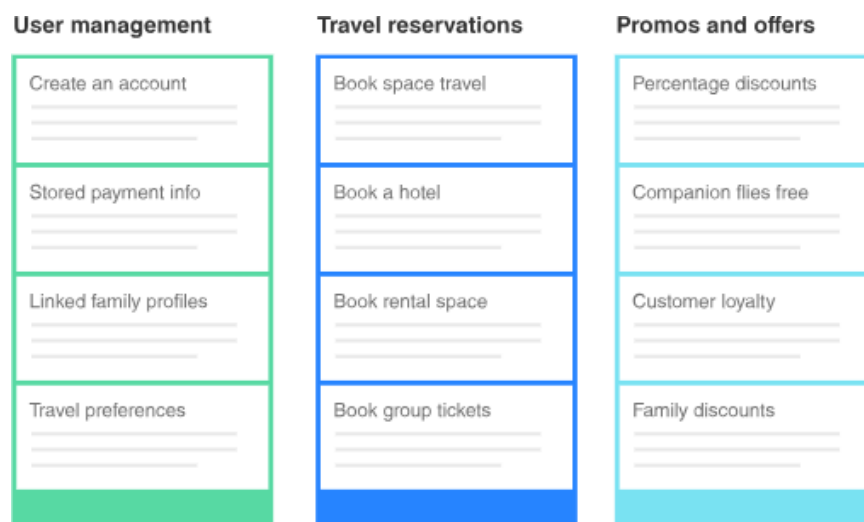 User management
Create an account
Stored payment info
Linked family profiles
Travel preferences
Travel reservations
Book space travel
Book a hotel
Book rental space
Book group tickets
Promos and offers
Percentage discounts
Companion flies free
Customer loyalty
Family discounts